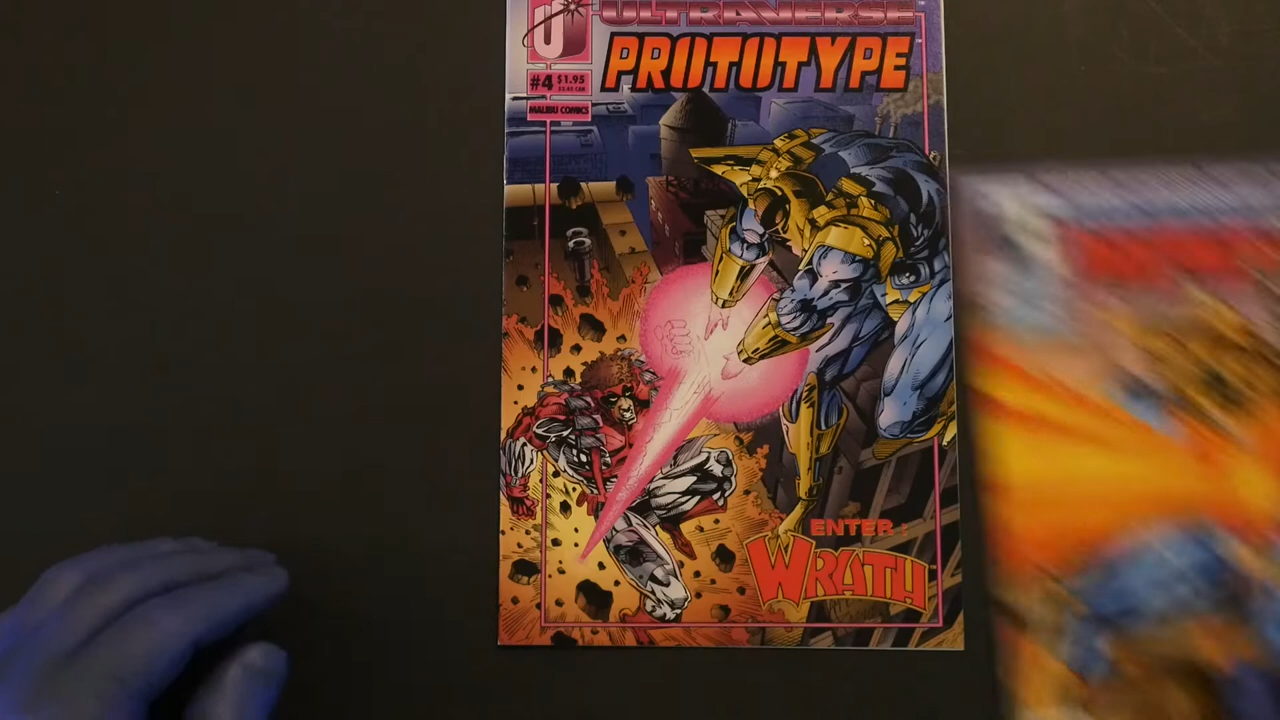 ULTRAVERSE
U
PROTOTYPE
#4 $1.95
MALIBU COMICS
ENTER:
WRATH